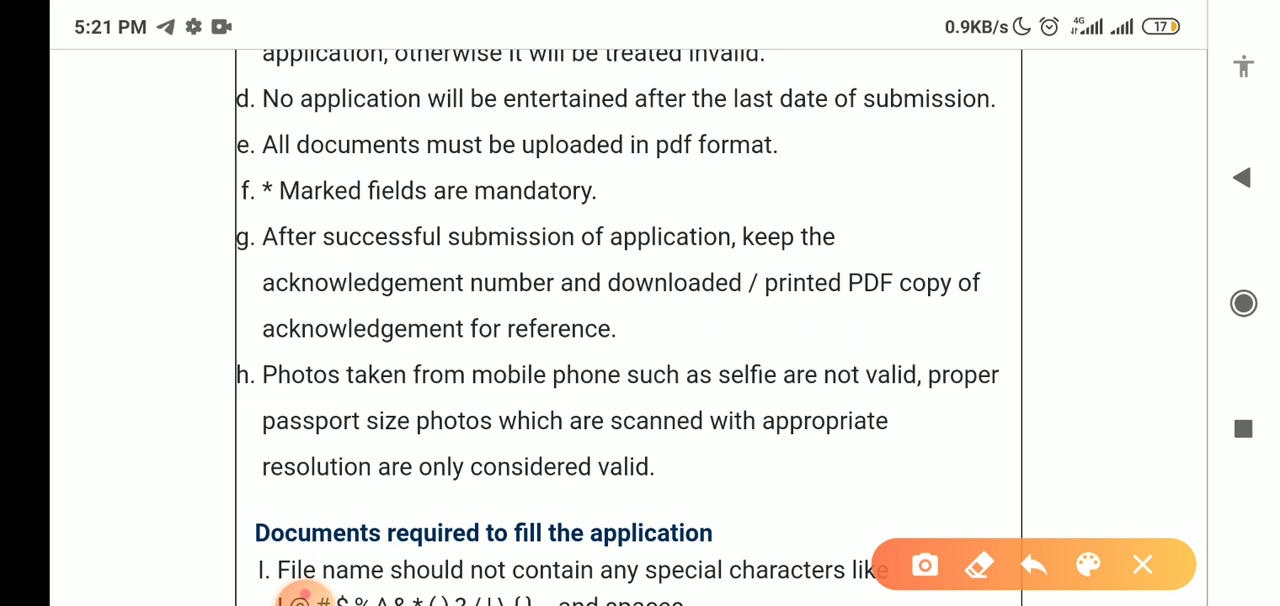 5:21 PM
0.9KB/s 4G 17
application, otherwise it will be treated invalid.
d. No application will be entertained after the last date of submission.
e. All documents must be uploaded in pdf format.
f. * Marked fields are mandatory.
g. After successful submission of application, keep the
acknowledgement number and downloaded / printed PDF copy of
acknowledgement for reference.
h. Photos taken from mobile phone such as selfie are not valid, proper
passport size photos which are scanned with appropriate
resolution are only considered valid.
Documents required to fill the application
I. File name should not contain any special characters like
and spaces